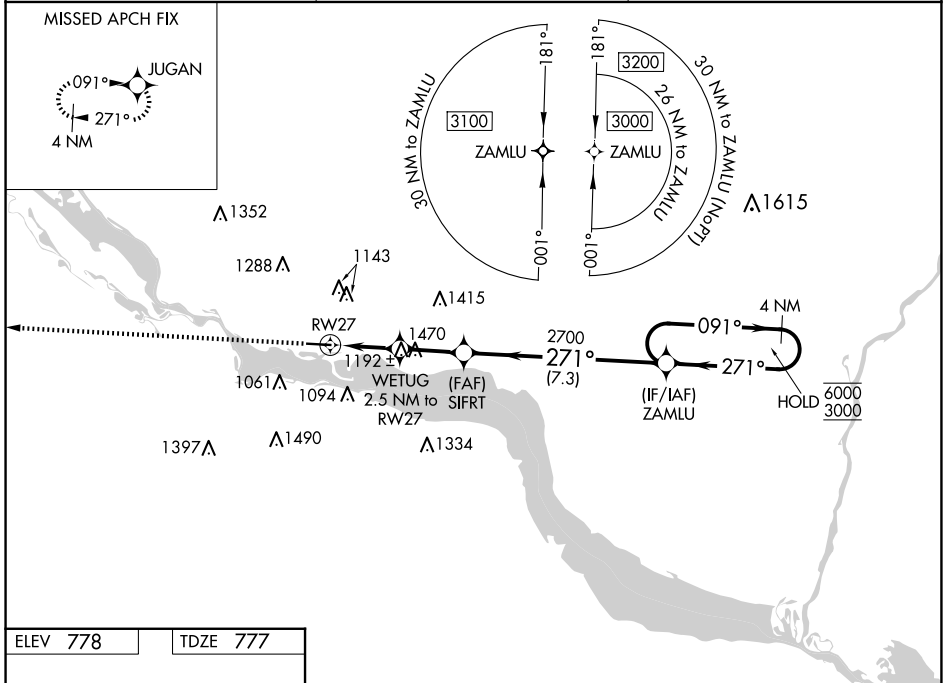 MISSED APCH FIX
JUGAN
091°
271°
4 NM
30 NM to ZAMLU
3100
181°
ZAMLU
001°
181°
3200
3000
ZAMLU
26 NM to ZAMLU
30 NM to ZAMLU (NoPT)
001°
1615
1352
1288
1143
1415
RW27
1470
1192 ±
WETUG
2.5 NM to
RW27
(FAF)
SIFRT
2700
271°
(7.3)
4 NM
091°
271°
(IF/IAF)
ZAMLU
HOLD
6000
3000
1061
1094
1397
1490
1334
ELEV 778
TDZE 777